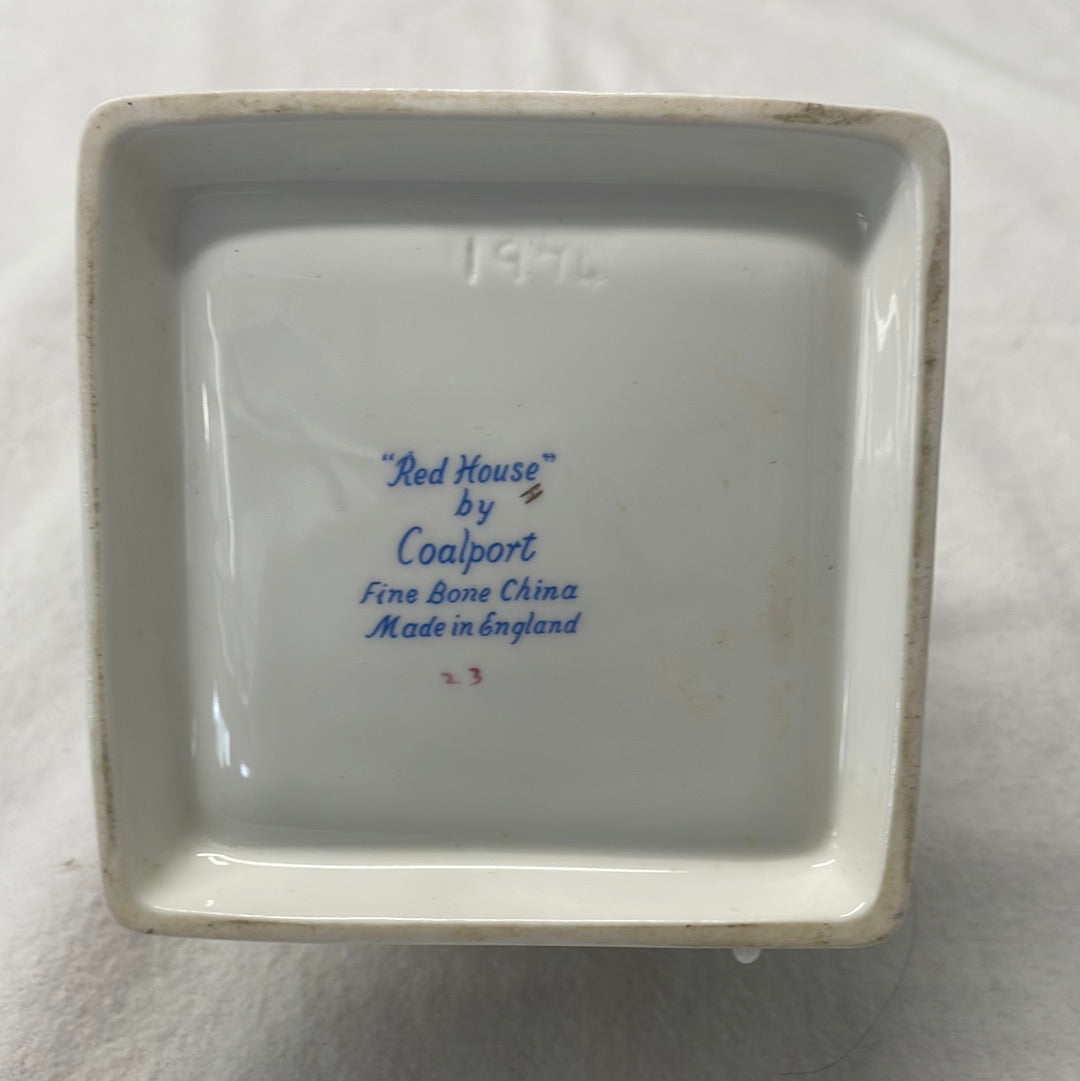 "Red House"
by
Coalport
Fine Bone China
Made in England
23